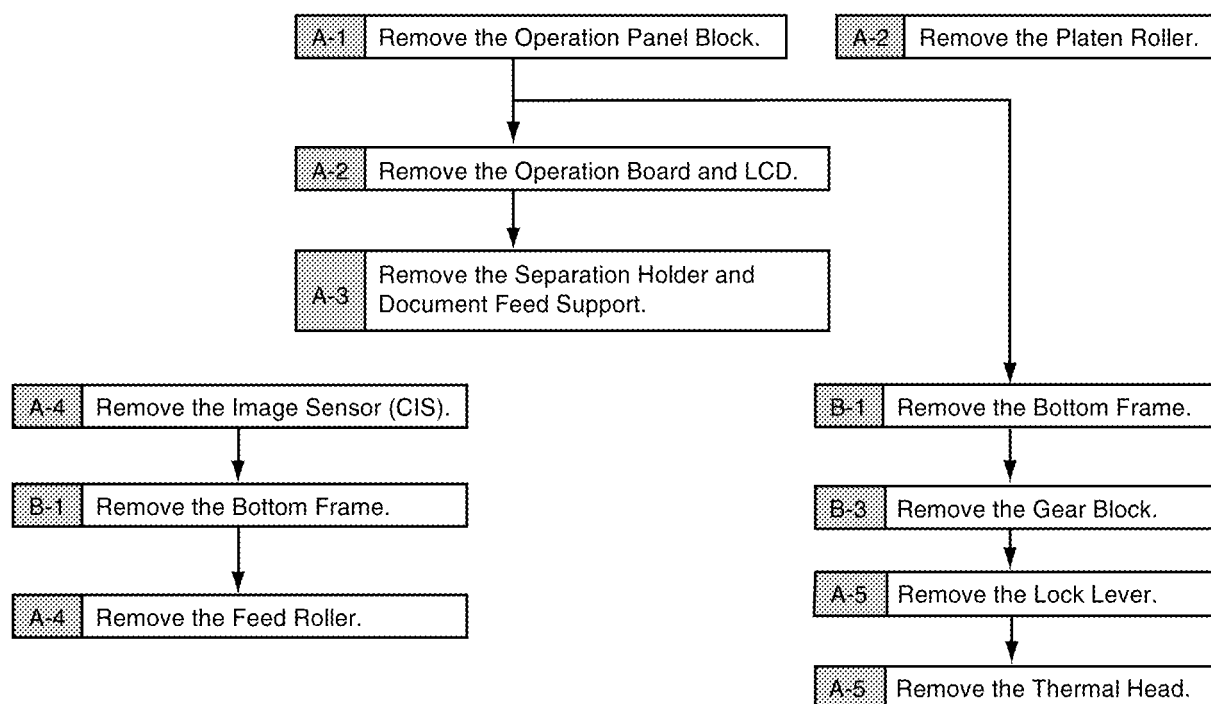 A-1 Remove the Operation Panel Block.
A-2 Remove the Platen Roller.
A-2 Remove the Operation Board and LCD.
A-3 Remove the Separation Holder and
Document Feed Support.
A-4 Remove the Image Sensor (CIS).
B-1 Remove the Bottom Frame.
A-4 Remove the Feed Roller.
B-1 Remove the Bottom Frame.
B-3 Remove the Gear Block.
A-5 Remove the Lock Lever.
A-5 Remove the Thermal Head.